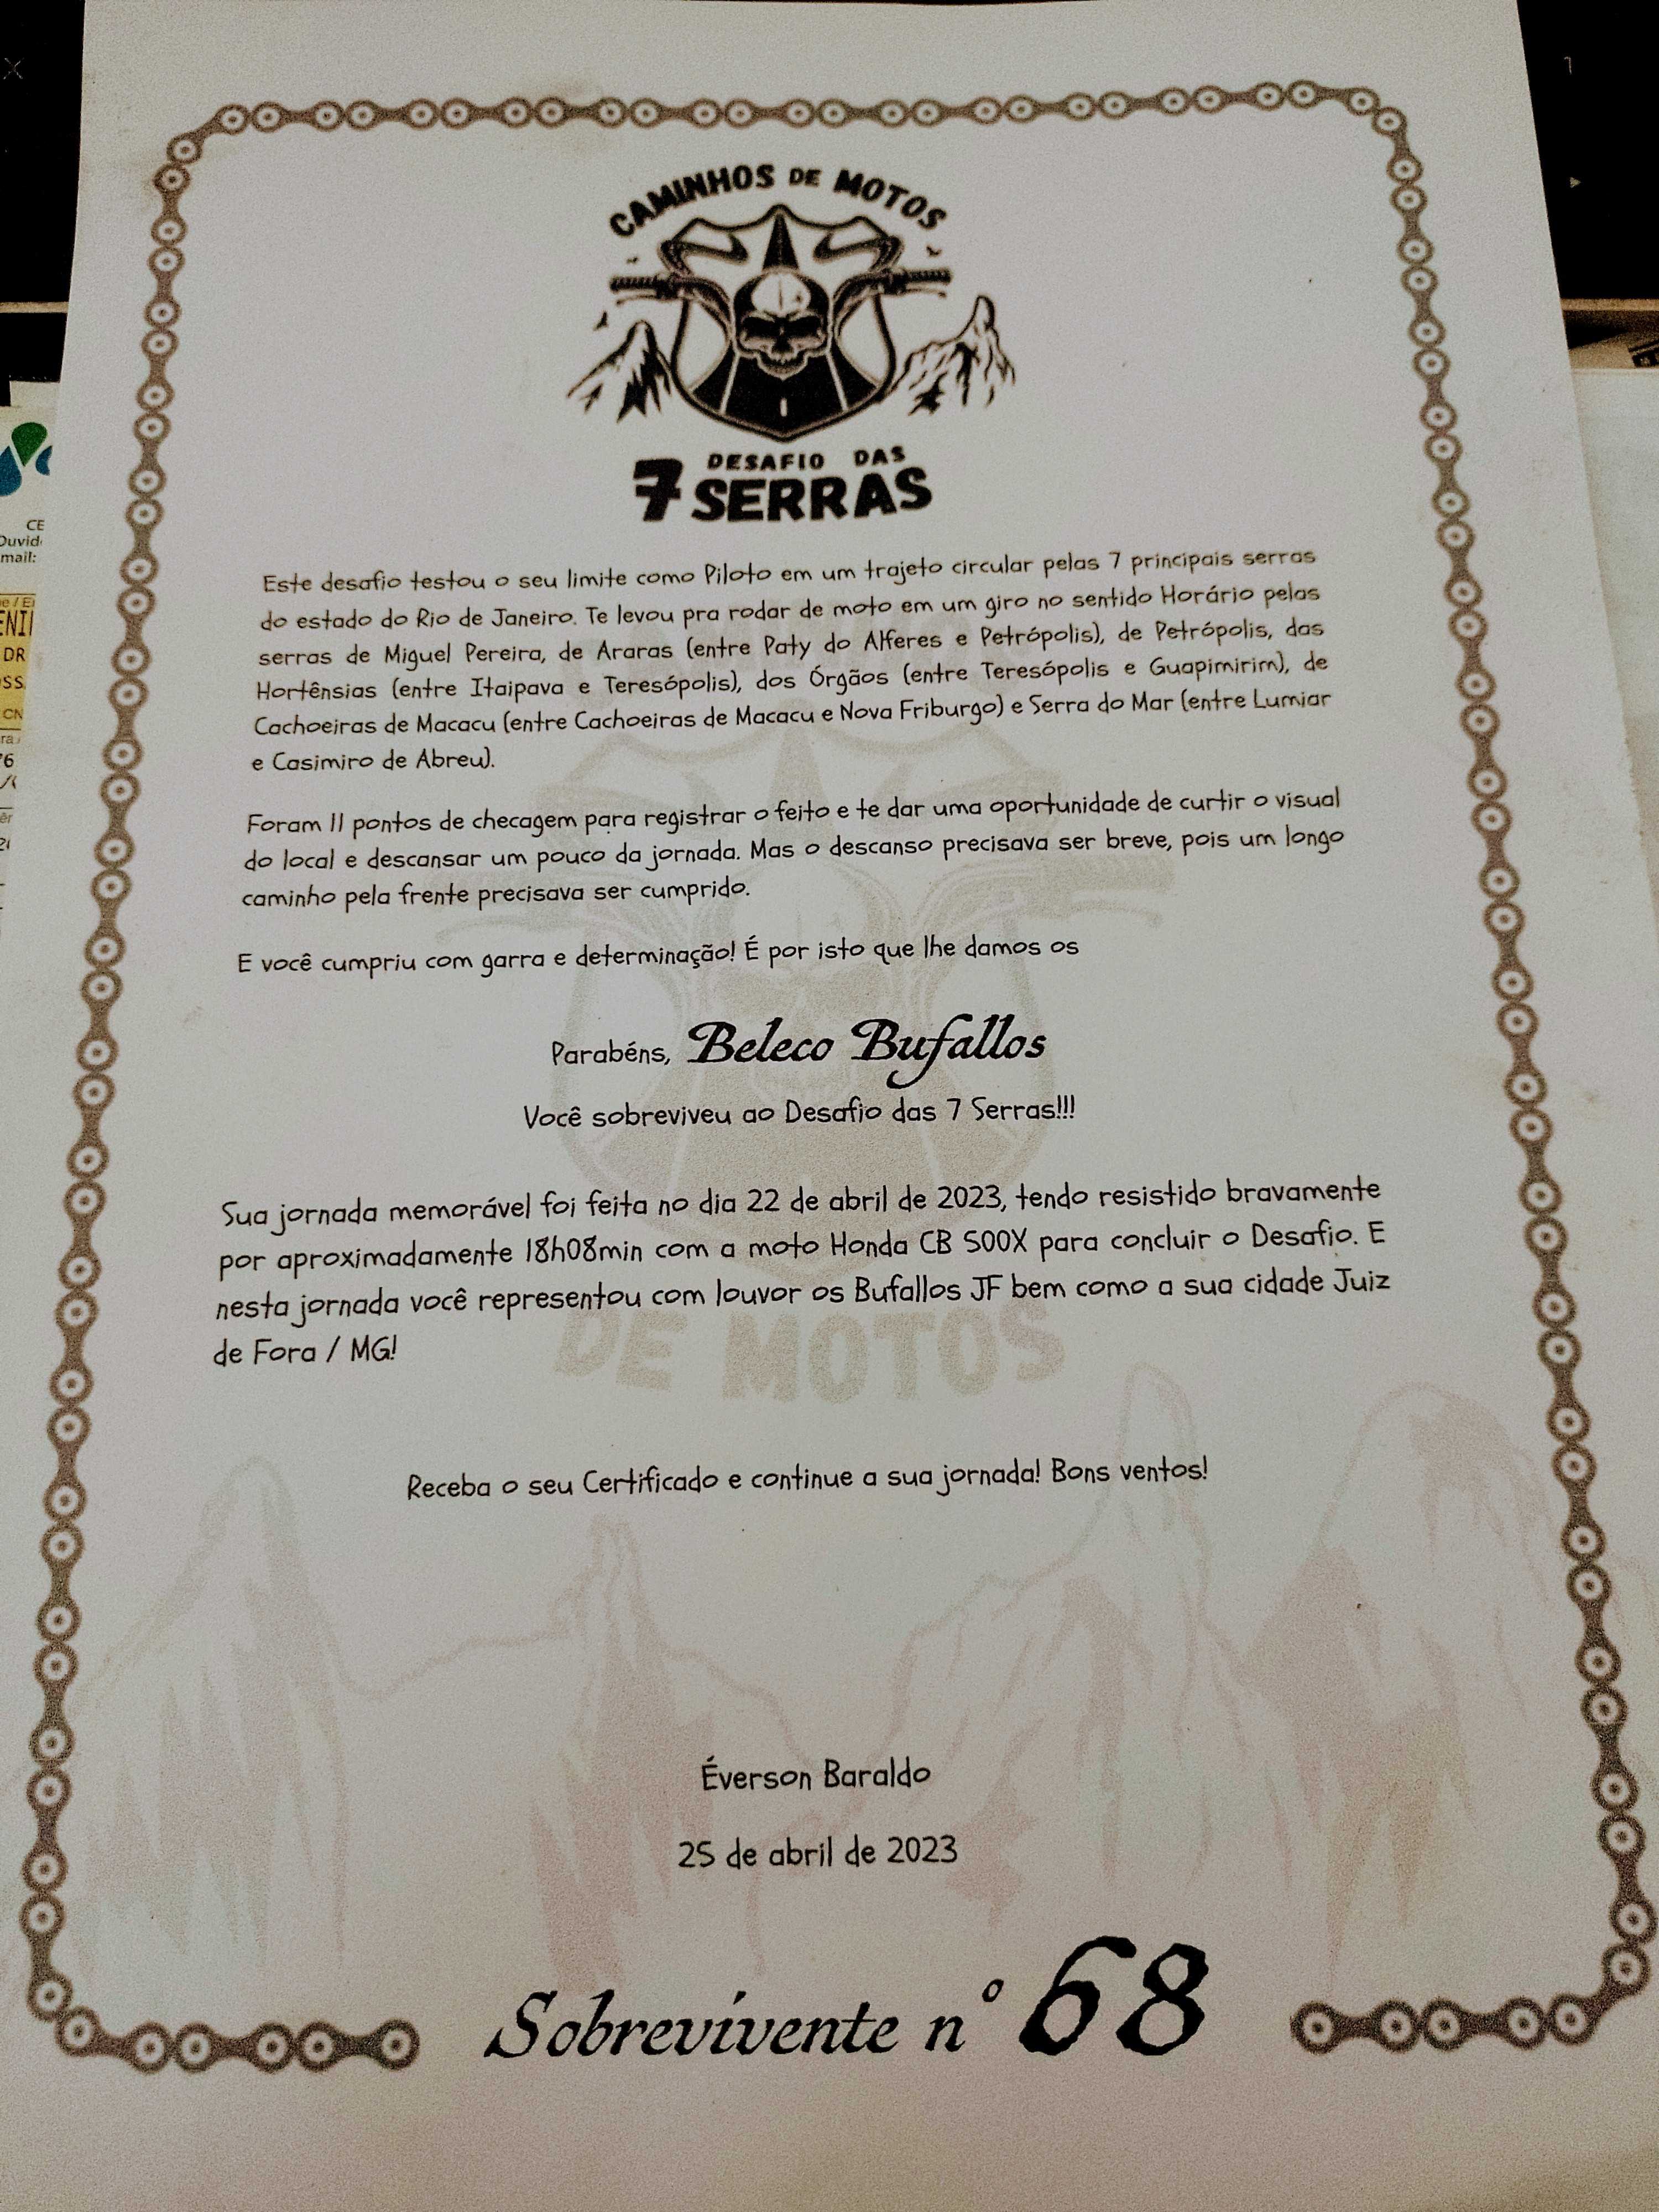 CAMINHOS DE MOTOS
DESAFIO DAS
7 SERRAS
Este desafio testou o seu limite como Piloto em um trajeto circular pelas 7 principais serras
do estado do Rio de Janeiro. Te levou pra rodar de moto em um giro no sentido Horário pelas
serras de Miguel Pereira, de Araras (entre Paty do Alferes e Petrópolis), de Petrópolis, das
Hortênsias (entre Itaipava e Teresópolis), dos Órgãos (entre Teresópolis e Guapimirim), de
Cachoeiras de Macacu (entre Cachoeiras de Macacu e Nova Friburgo) e Serra do Mar (entre Lumiar
e Casimiro de Abreu).
Foram 11 pontos de checagem para registrar o feito e te dar uma oportunidade de curtir o visual
do local e descansar um pouco da jornada. Mas o descanso precisava ser breve, pois um longo
caminho pela frente precisava ser cumprido.
E você cumpriu com garra e determinação! É por isto que lhe damos os
Parabéns, Beleco Bufallos
Você sobreviveu ao Desafio das 7 Serras!!!
Sua jornada memorável foi feita no dia 22 de abril de 2023, tendo resistido bravamente
por aproximadamente 18h08min com a moto Honda CB 500X para concluir o Desafio. E
nesta jornada você representou com louvor os Bufallos JF bem como a sua cidade Juiz
de Fora / MG!
DE MOTOS
Receba o seu Certificado e continue a sua jornada! Bons ventos!
Éverson Baraldo
25 de abril de 2023
Sobrevivente n° 68
CE
mail:
DR
CN